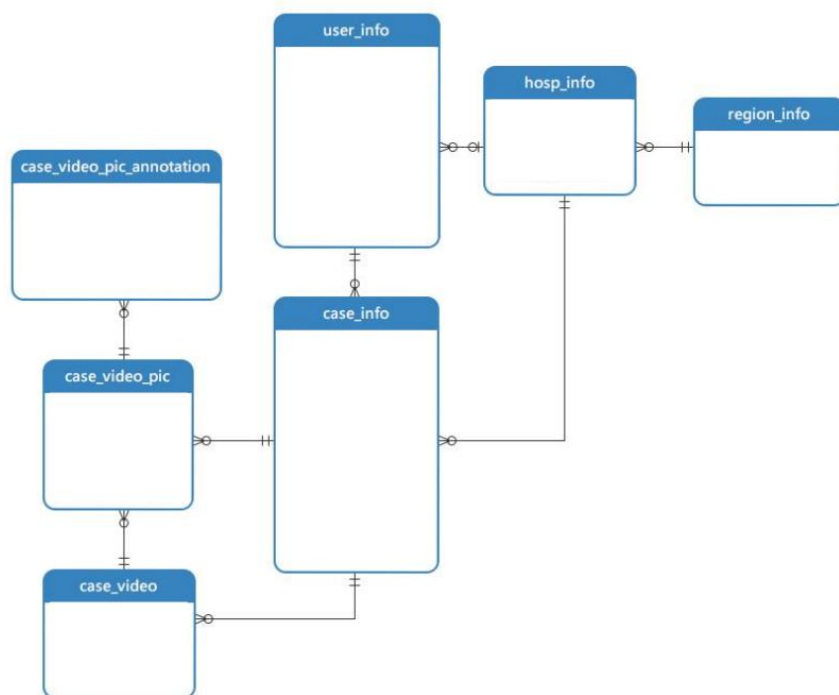 user_info
hosp_info
region_info
case_video_pic_annotation
case_info
case_video_pic
case_video